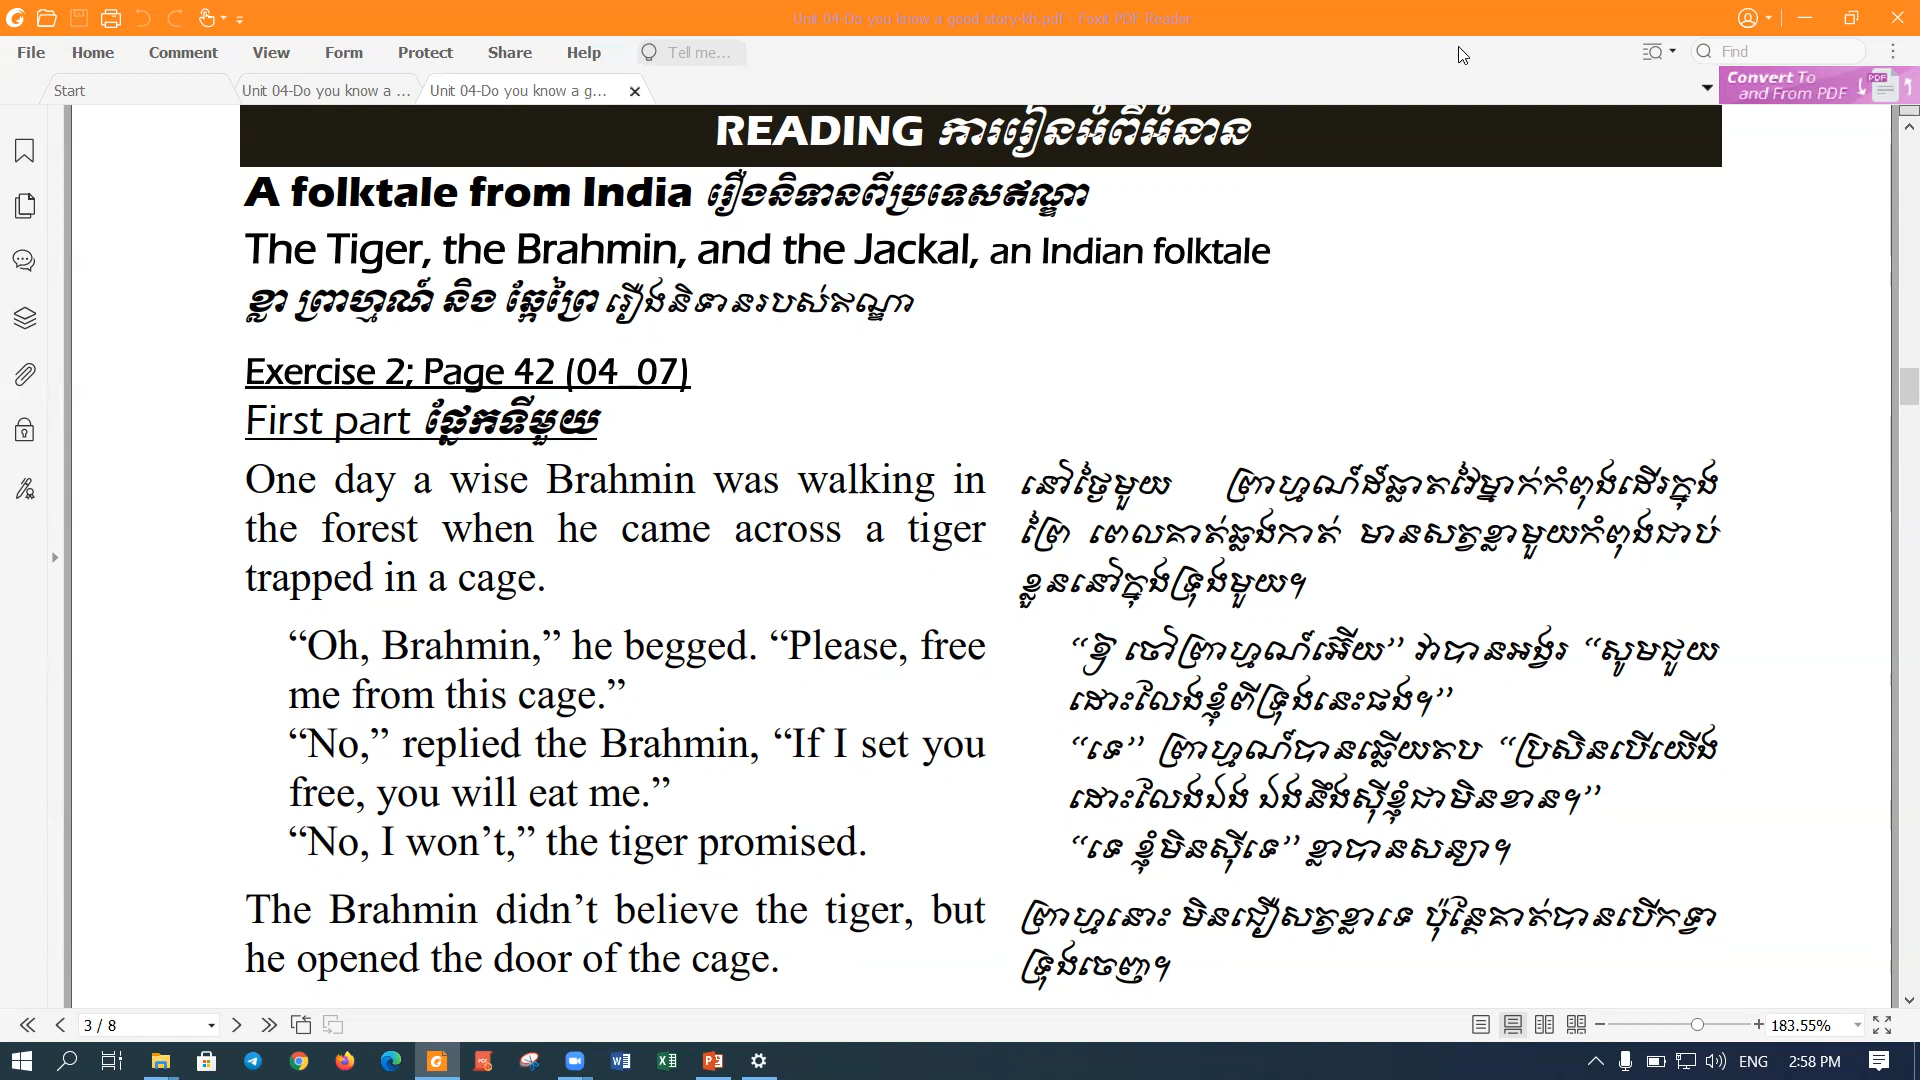 Unit 04-Do you know a good story-kh.pdf - Foxit PDF Reader
File Home Comment View Form Protect Share Help Tell me... Find
Start Unit 04-Do you know a ... Unit 04-Do you know a g... Convert To and From PDF
READING ការរៀនអំពីអំនាន
A folktale from India រឿងនិទានពីប្រទេសឥណ្ឌា
The Tiger, the Brahmin, and the Jackal, an Indian folktale
ខ្លា ព្រាហ្មណ៍ និង ឆ្កែព្រៃ រឿងនិទានរបស់ឥណ្ឌា
Exercise 2; Page 42 (04_07)
First part ផ្នែកទីមួយ
One day a wise Brahmin was walking in
the forest when he came across a tiger
trapped in a cage.
នៅថ្ងៃមួយ ព្រាហ្មណ៍ដ៏ឆ្លាតវៃម្នាក់កំពុងដើរក្នុង
ព្រៃ ពេលគាត់ឆ្លងកាត់ មានសត្វខ្លាមួយកំពុងជាប់
ខ្លួននៅក្នុងទ្រុងមួយ។
“Oh, Brahmin,” he begged. “Please, free
me from this cage.”
“No,” replied the Brahmin, “If I set you
free, you will eat me.”
“No, I won’t,” the tiger promised.
“ឱ ចៅព្រាហ្មណ៍អើយ” វាបានអង្វរ “សូមជួយ
ដោះលែងខ្ញុំពីទ្រុងនេះផង។”
“ទេ” ព្រាហ្មណ៍បានឆ្លើយតប “ប្រសិនបើយើង
ដោះលែងឯង ឯងនឹងស៊ីខ្ញុំជាមិនខាន។”
“ទេ ខ្ញុំមិនស៊ីទេ” ខ្លាបានសន្យា។
The Brahmin didn’t believe the tiger, but
he opened the door of the cage.
ព្រាហ្មនោះ មិនជឿសត្វខ្លាទេ ប៉ុន្តែគាត់បានបើកទ្វា
ទ្រុងចេញ។
3 / 8 183.55%
ENG 2:58 PM